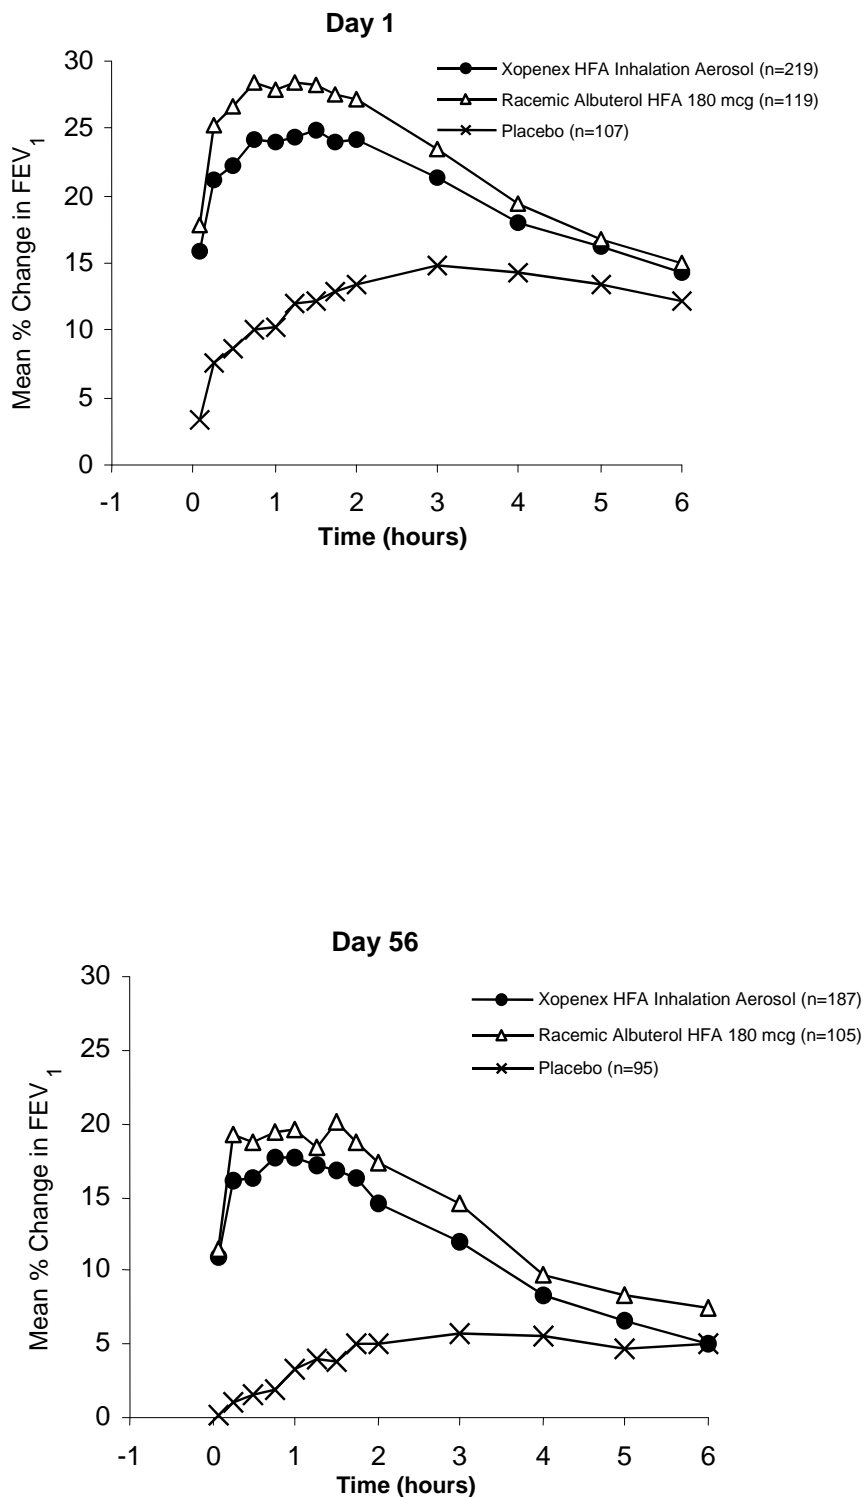 Day 1
Mean % Change in FEV1
30
25
20
15
10
5
0
Xopenex HFA Inhalation Aerosol (n=219)
Racemic Albuterol HFA 180 mcg (n=119)
Placebo (n=107)
-1 0 1 2 3 4 5 6
Time (hours)
Day 56
Mean % Change in FEV1
30
25
20
15
10
5
0
Xopenex HFA Inhalation Aerosol (n=187)
Racemic Albuterol HFA 180 mcg (n=105)
Placebo (n=95)
-1 0 1 2 3 4 5 6
Time (hours)